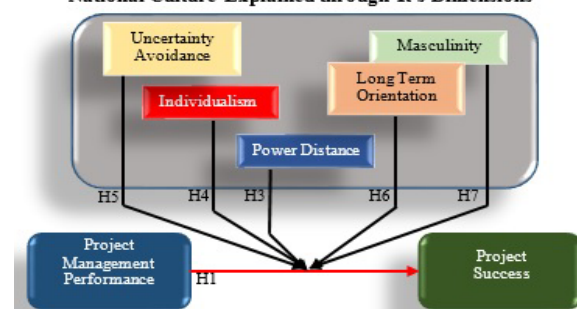 National Culture Explained through It's Dimensions
Uncertainty
Avoidance
Masculinity
Long Term
Orientation
Individualism
Power Distance
H5
H4
H3
H6
H7
Project
Management
Performance
H1
Project
Success